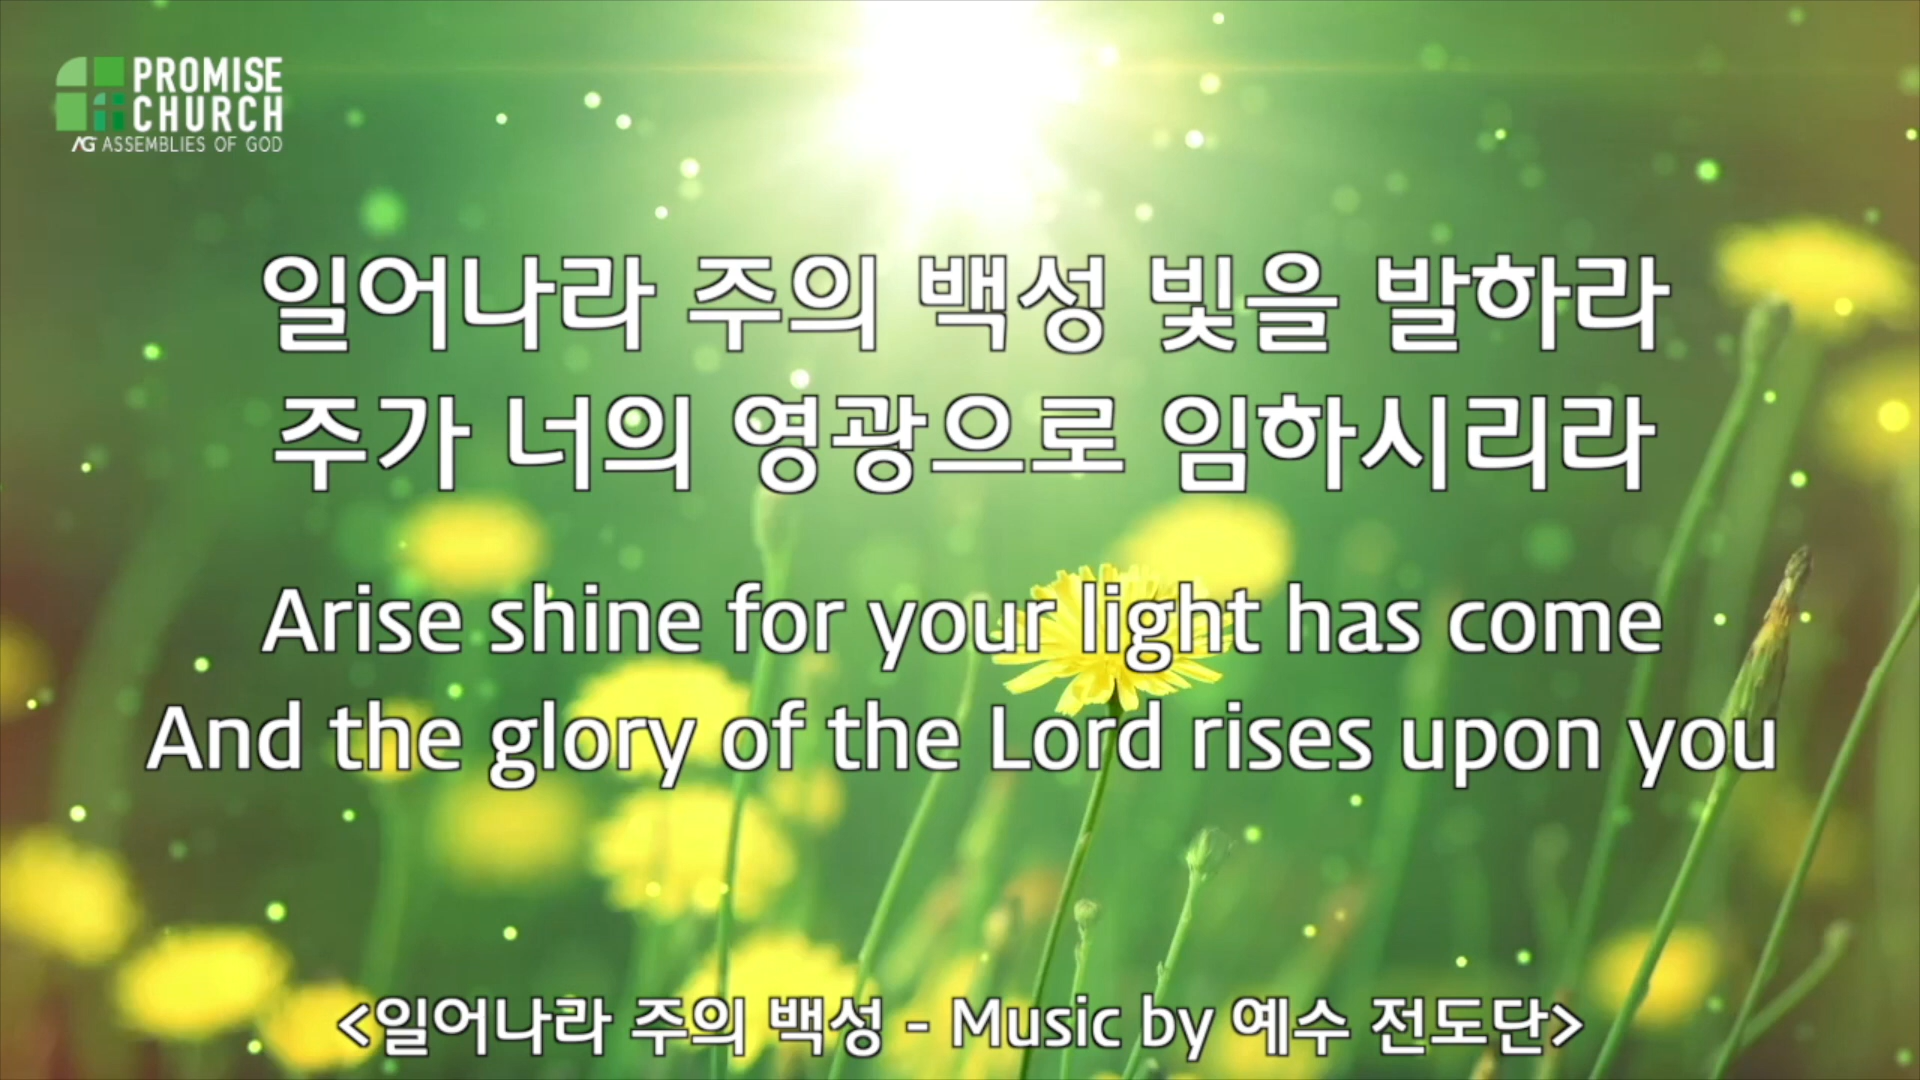 PROMISE
CHURCH
AG ASSEMBLIES OF GOD
일어나라 주의 백성 빛을 발하라
주가 너의 영광으로 임하시리라
Arise shine for your light has come
And the glory of the Lord rises upon you
<일어나라 주의 백성 - Music by 예수 전도단>